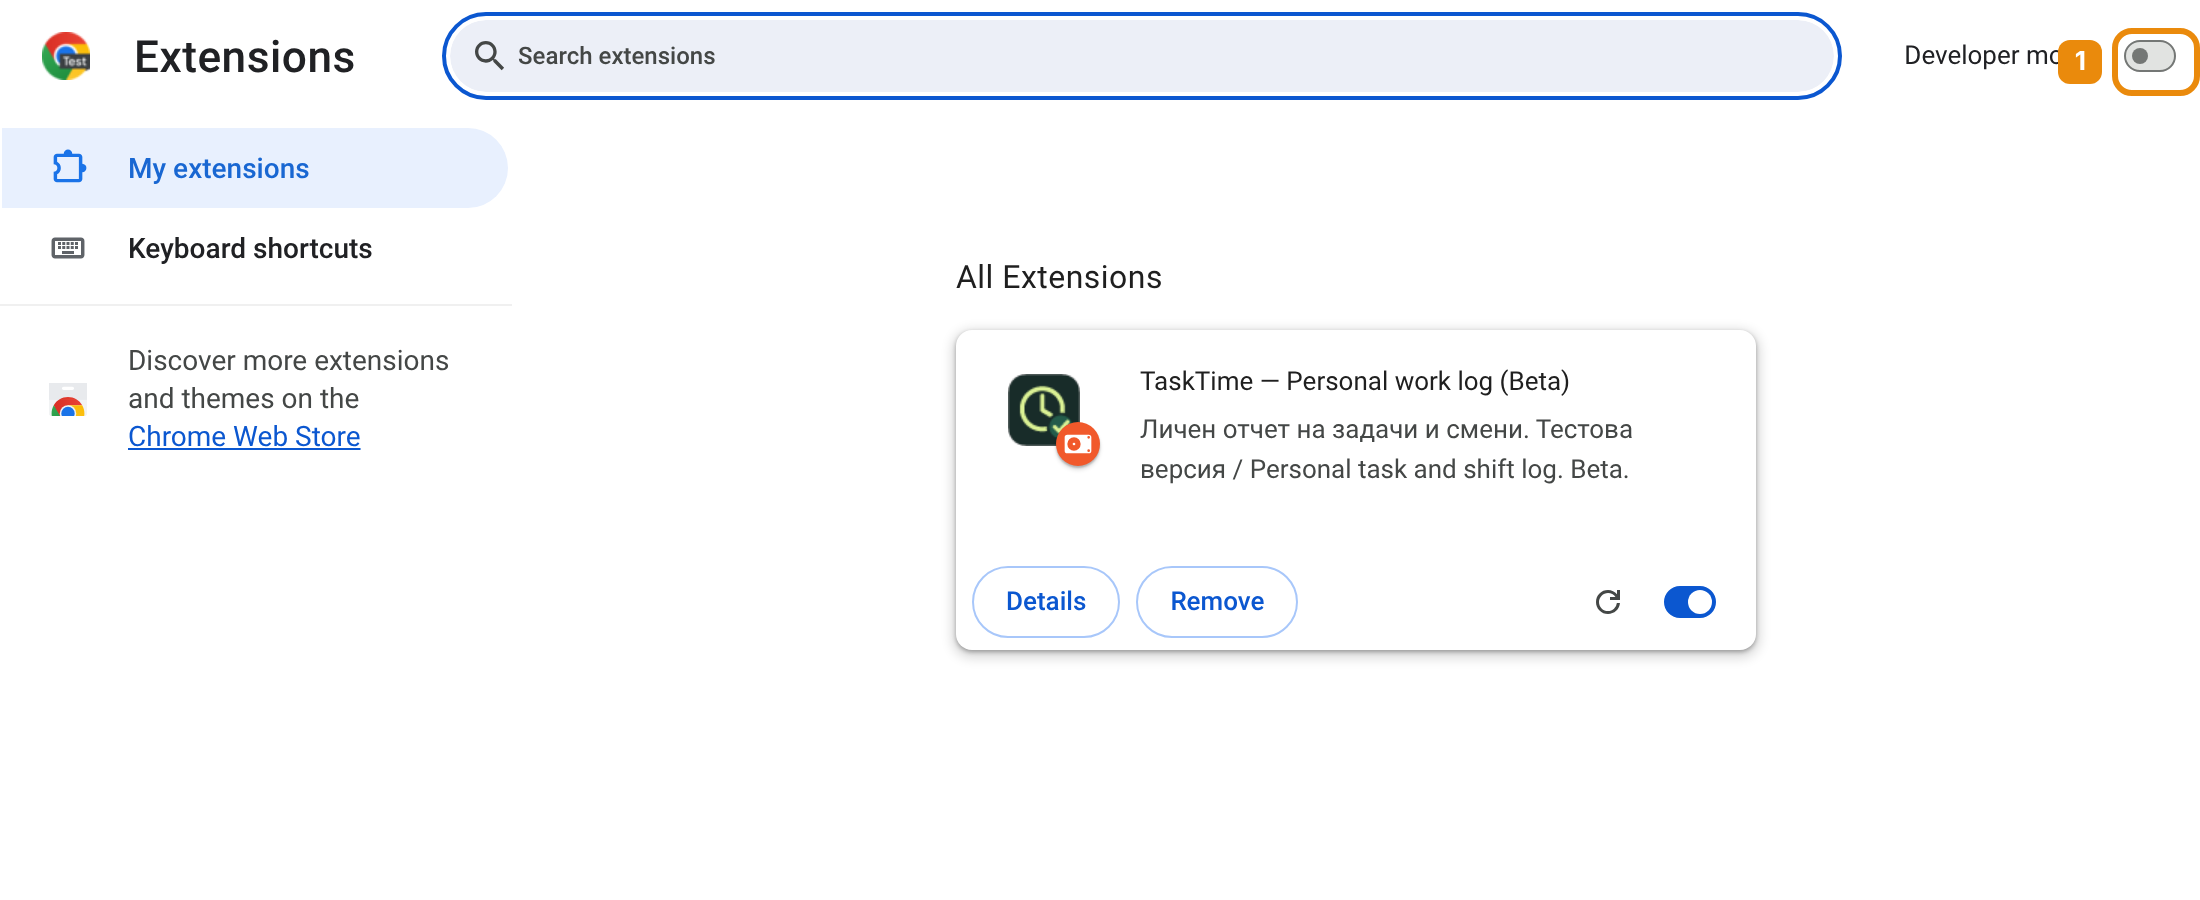 Test
Extensions
Search extensions
Developer mo
1
My extensions
Keyboard shortcuts
Discover more extensions
and themes on the
Chrome Web Store
All Extensions
TaskTime — Personal work log (Beta)
Личен отчет на задачи и смени. Тестова
версия / Personal task and shift log. Beta.
Details
Remove